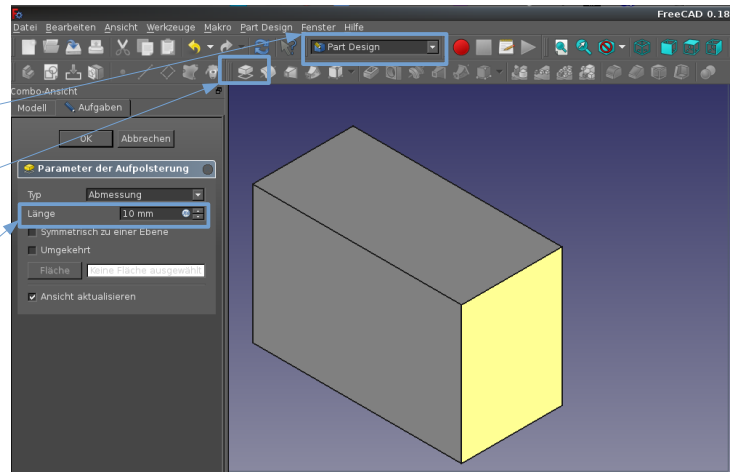 FreeCAD 0.18
Datei Bearbeiten Ansicht Werkzeuge Makro Part Design Fenster Hilfe
Part Design
Combo-Ansicht
Modell Aufgaben
OK Abbrechen
Parameter der Aufpolsterung
Typ Abmessung
Länge 10 mm
Symmetrisch zu einer Ebene
Umgekehrt
Fläche Keine Fläche ausgewählt
Ansicht aktualisieren